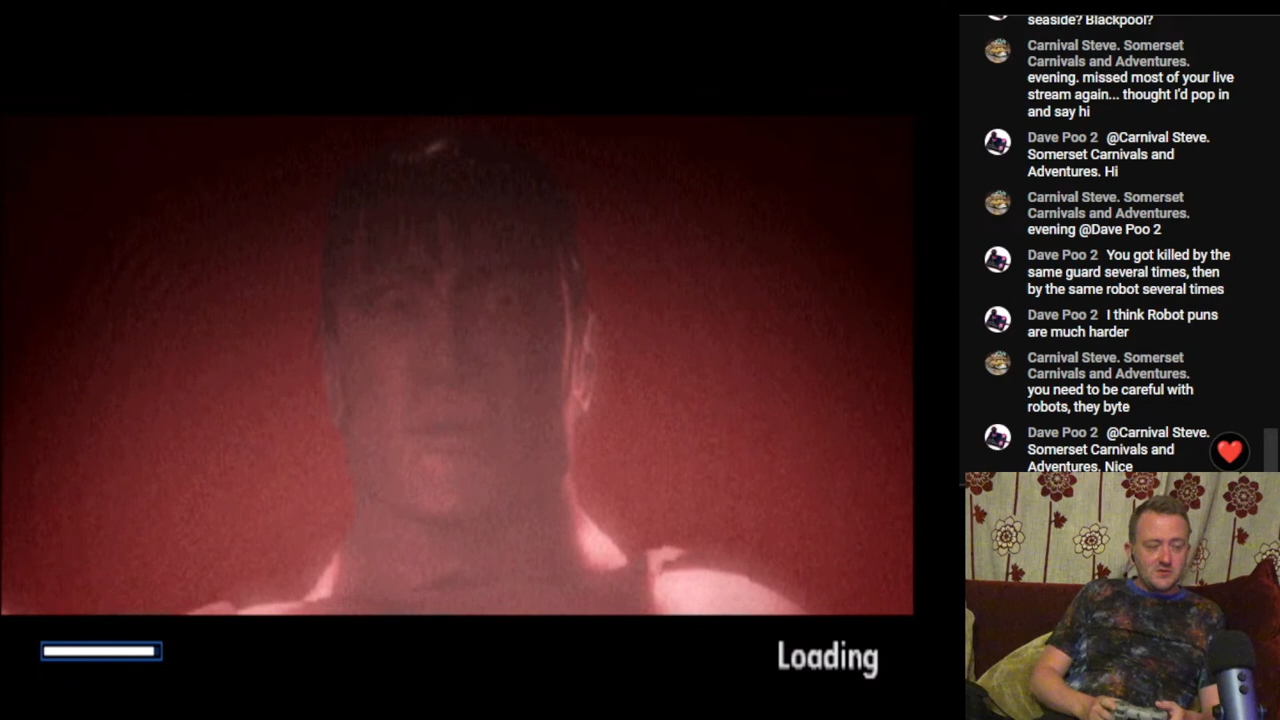 seaside? Blackpool?
Carnival Steve. Somerset
Carnivals and Adventures.
evening. missed most of your live
stream again... thought I'd pop in
and say hi
Dave Poo 2 @Carnival Steve.
Somerset Carnivals and
Adventures. Hi
Carnival Steve. Somerset
Carnivals and Adventures.
evening @Dave Poo 2
Dave Poo 2 You got killed by the
same guard several times, then
by the same robot several times
Dave Poo 2 I think Robot puns
are much harder
Carnival Steve. Somerset
Carnivals and Adventures.
you need to be careful with
robots, they byte
Dave Poo 2 @Carnival Steve.
Somerset Carnivals and
Adventures. Nice
Loading